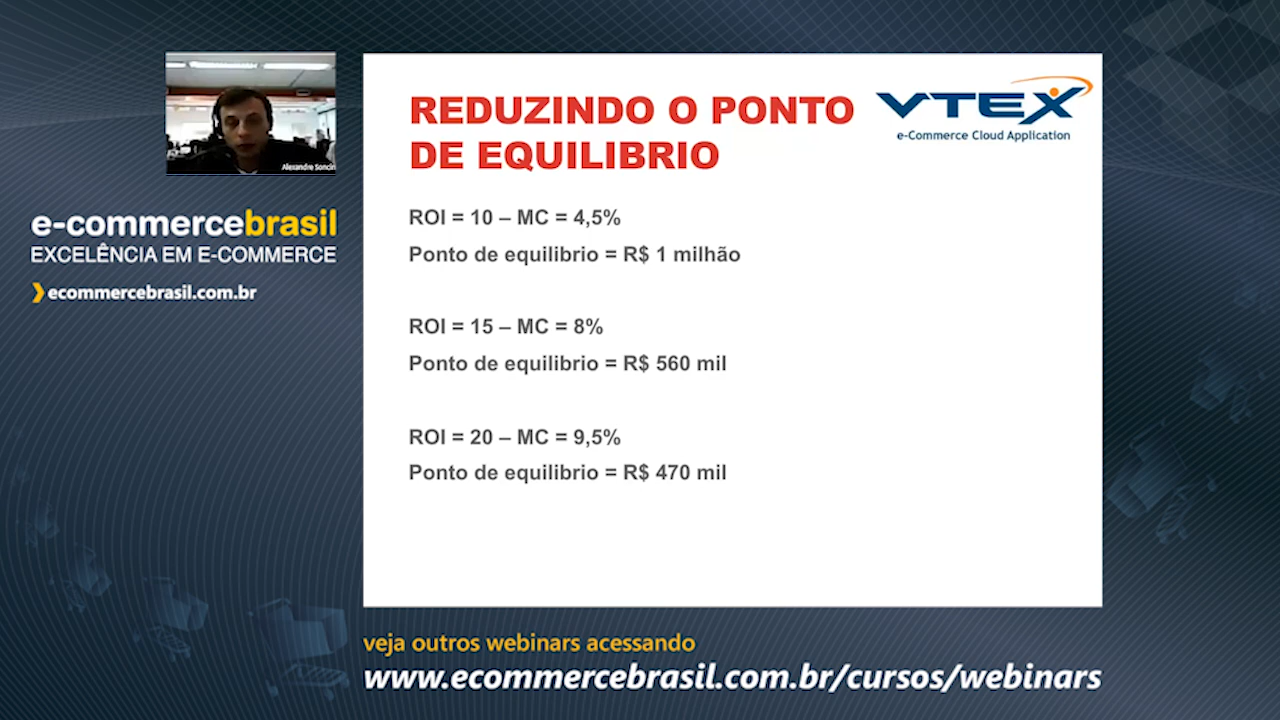 Alexandre Soncin
e-commercebrasil
EXCELÊNCIA EM E-COMMERCE
ecommercebrasil.com.br
REDUZINDO O PONTO
DE EQUILIBRIO
VTEX
e-Commerce Cloud Application
ROI = 10 – MC = 4,5%
Ponto de equilibrio = R$ 1 milhão
ROI = 15 – MC = 8%
Ponto de equilibrio = R$ 560 mil
ROI = 20 – MC = 9,5%
Ponto de equilibrio = R$ 470 mil
veja outros webinars acessando
www.ecommercebrasil.com.br/cursos/webinars